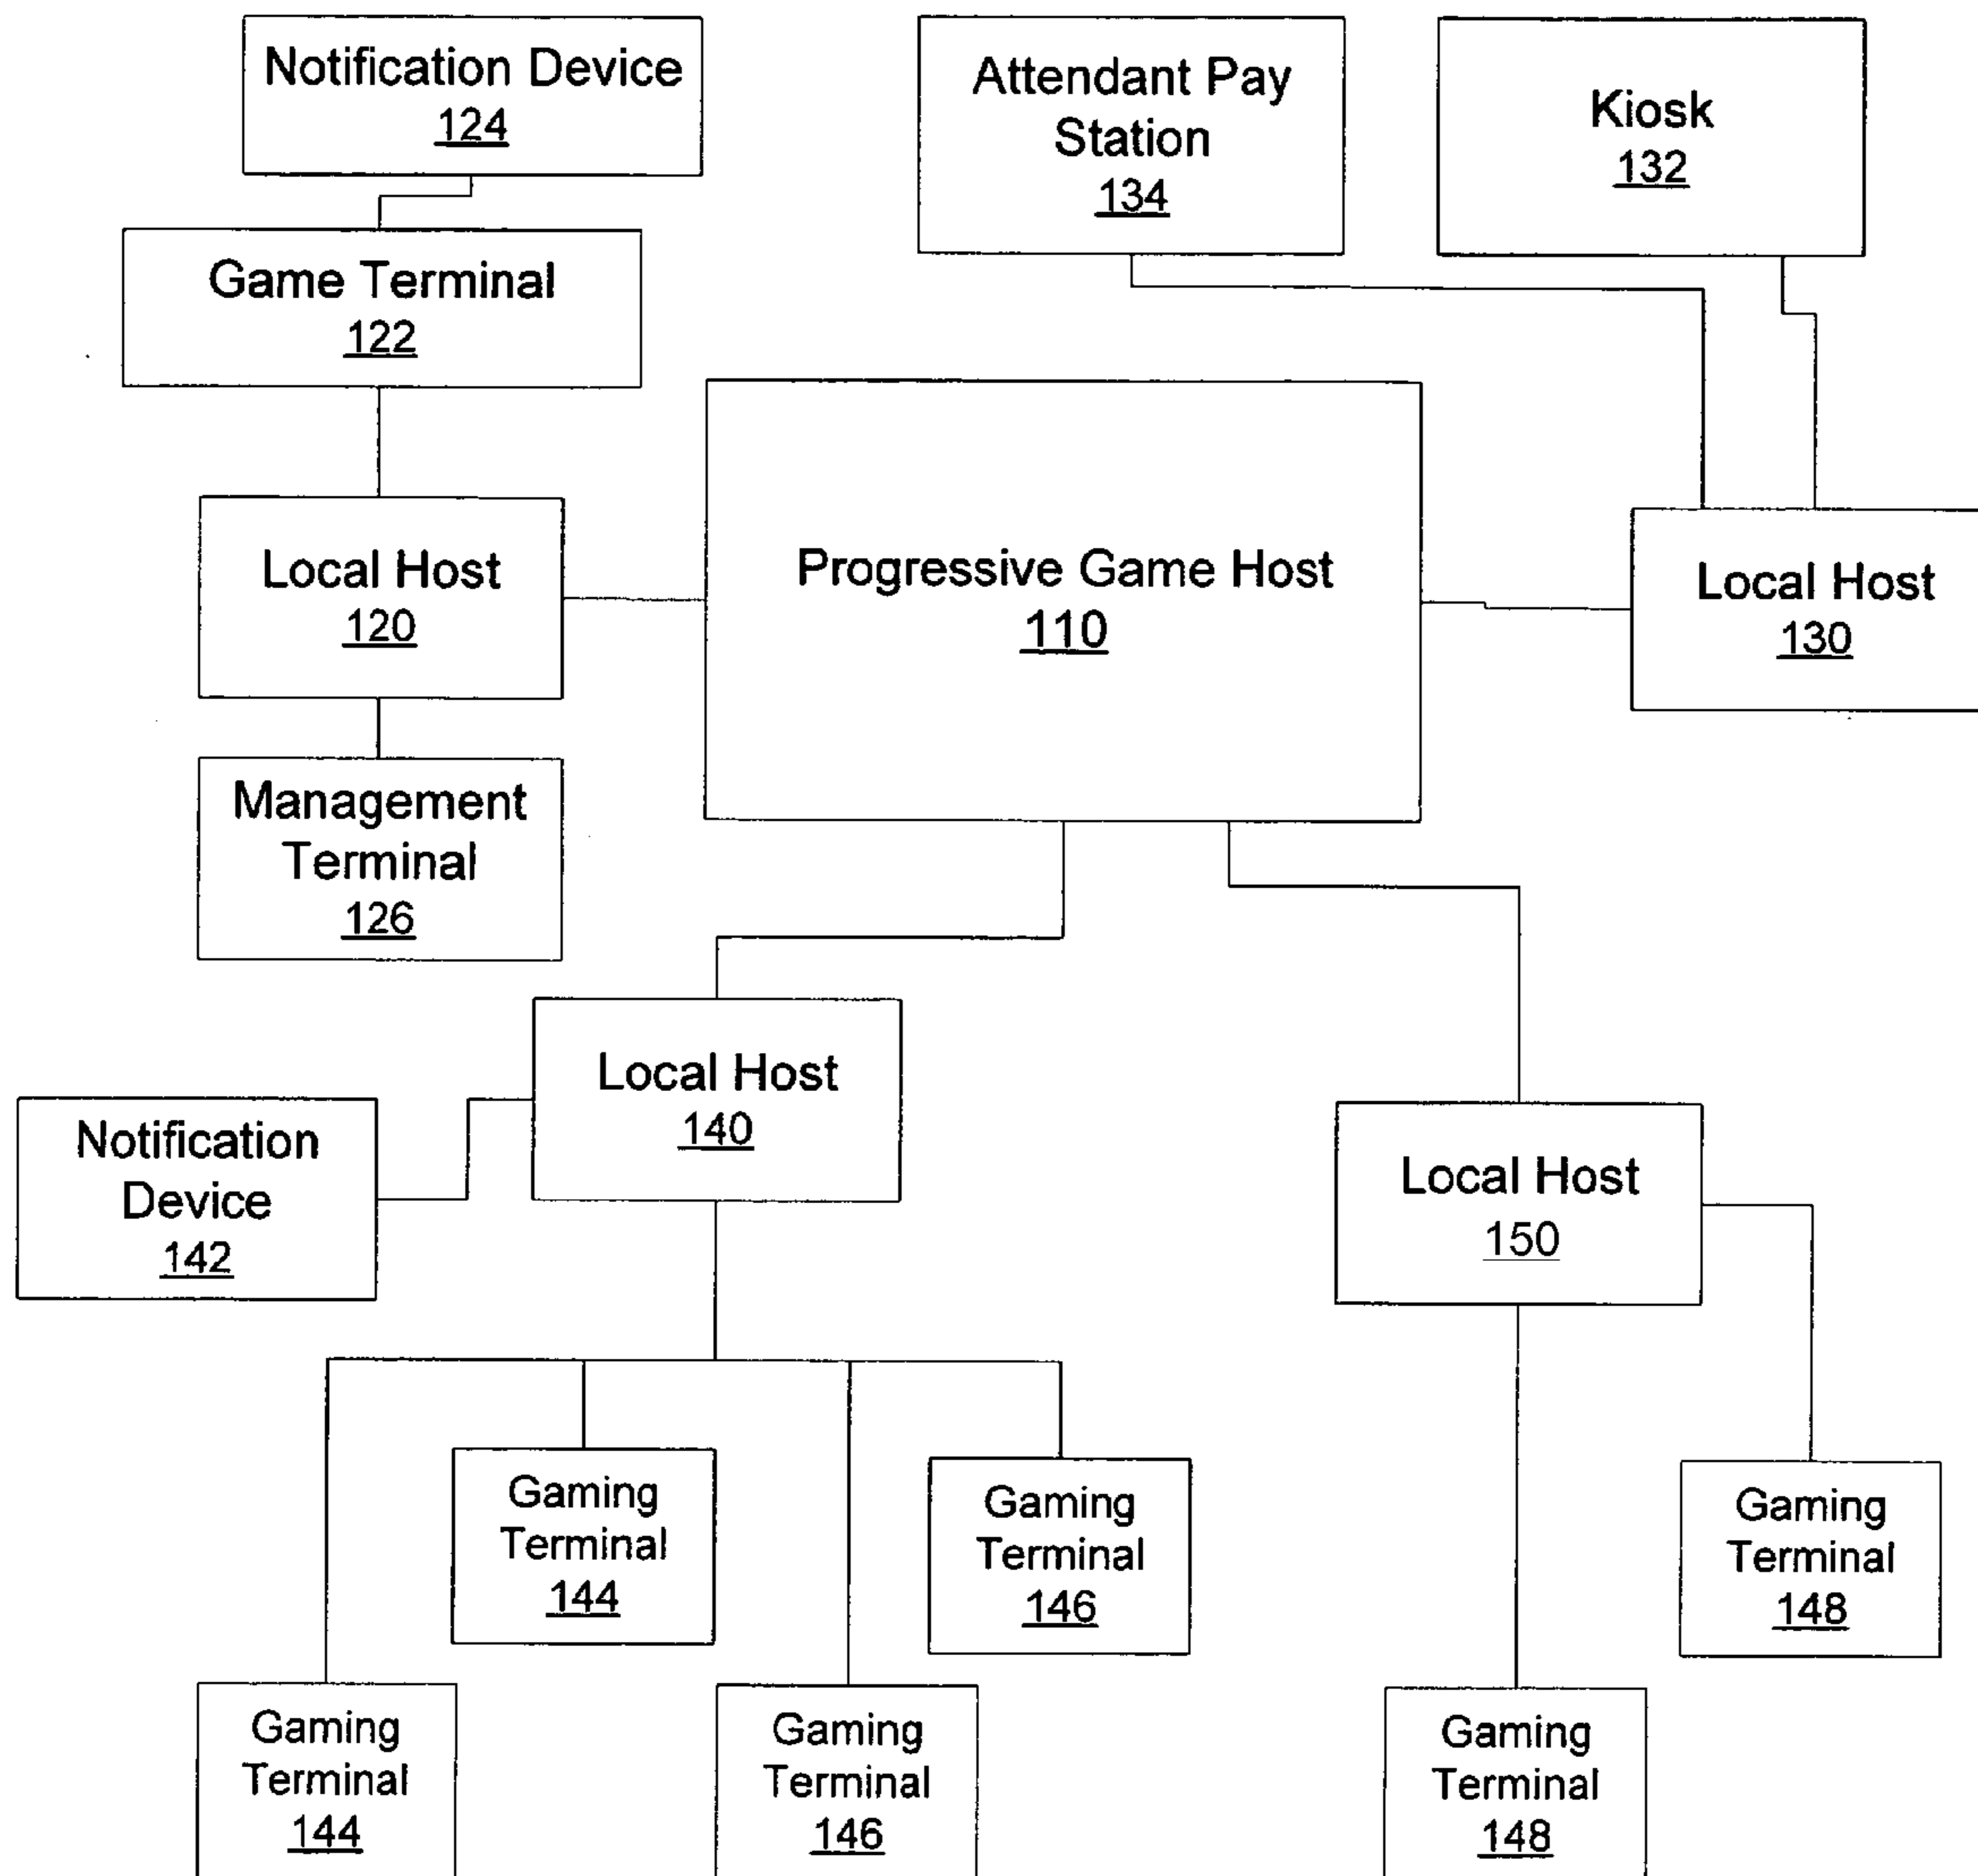 Notification Device
124
Attendant Pay
Station
134
Kiosk
132
Game Terminal
122
Local Host
120
Progressive Game Host
110
Local Host
130
Management
Terminal
126
Local Host
140
Notification
Device
142
Local Host
150
Gaming
Terminal
144
Gaming
Terminal
146
Gaming
Terminal
148
Gaming
Terminal
144
Gaming
Terminal
146
Gaming
Terminal
148